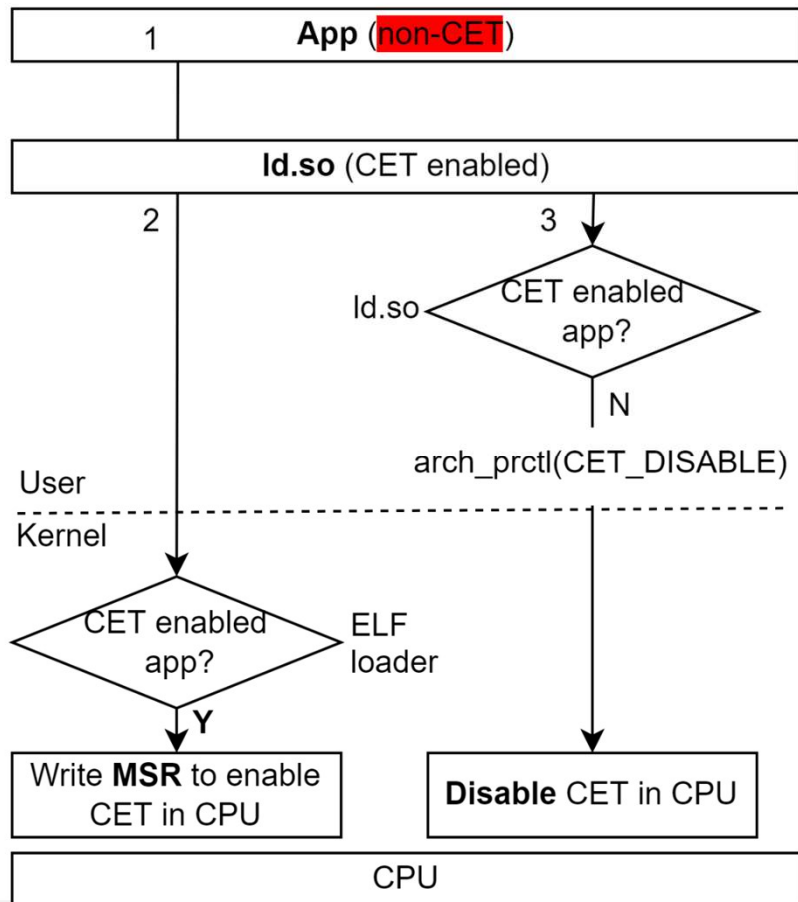 1
App (non-CET)
ld.so (CET enabled)
2
3
ld.so
CET enabled
app?
N
arch_prctl(CET_DISABLE)
User
Kernel
CET enabled
app?
ELF
loader
Y
Write MSR to enable
CET in CPU
Disable CET in CPU
CPU